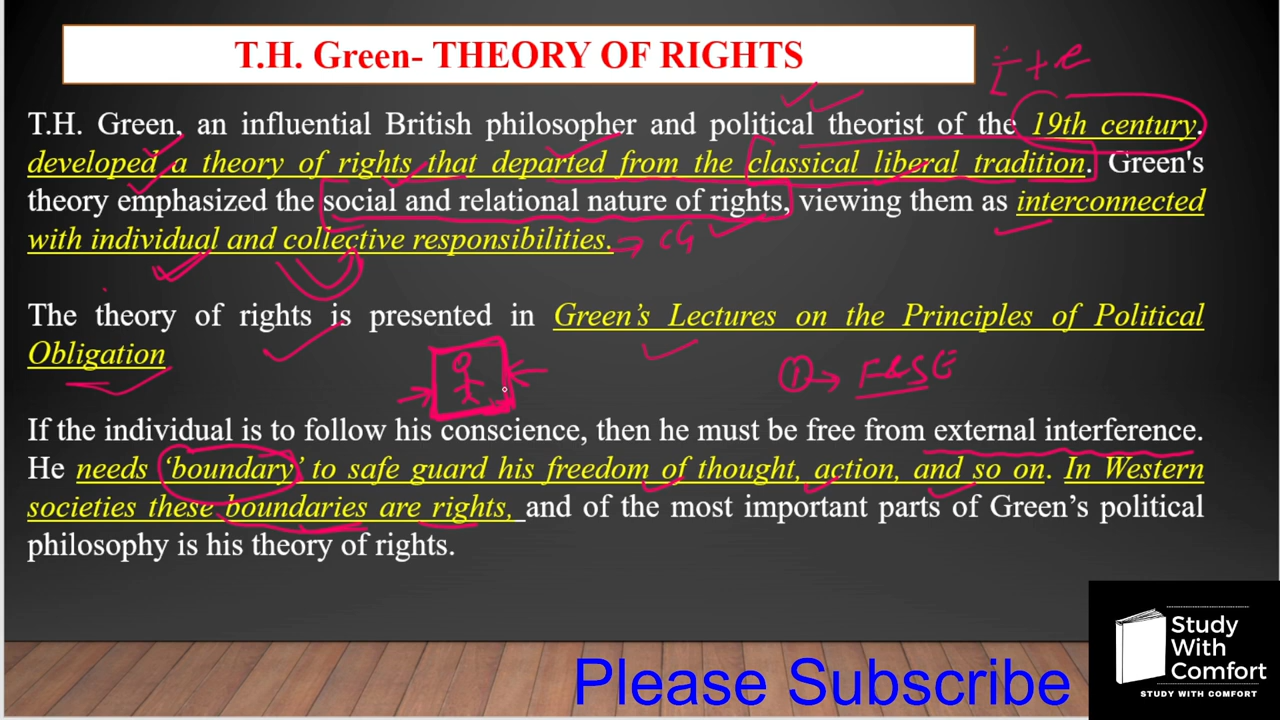 T.H. Green- THEORY OF RIGHTS
I + e
T.H. Green, an influential British philosopher and political theorist of the 19th century.
developed a theory of rights that departed from the classical liberal tradition. Green's
theory emphasized the social and relational nature of rights, viewing them as interconnected
with individual and collective responsibilities. → CG
The theory of rights is presented in Green’s Lectures on the Principles of Political
Obligation
① →
If the individual is to follow his conscience, then he must be free from external interference.
He needs ‘boundary’ to safe guard his freedom of thought, action, and so on. In Western
societies these boundaries are rights, and of the most important parts of Green’s political
philosophy is his theory of rights.
Study
With
Comfort
STUDY WITH COMFORT
Please Subscribe